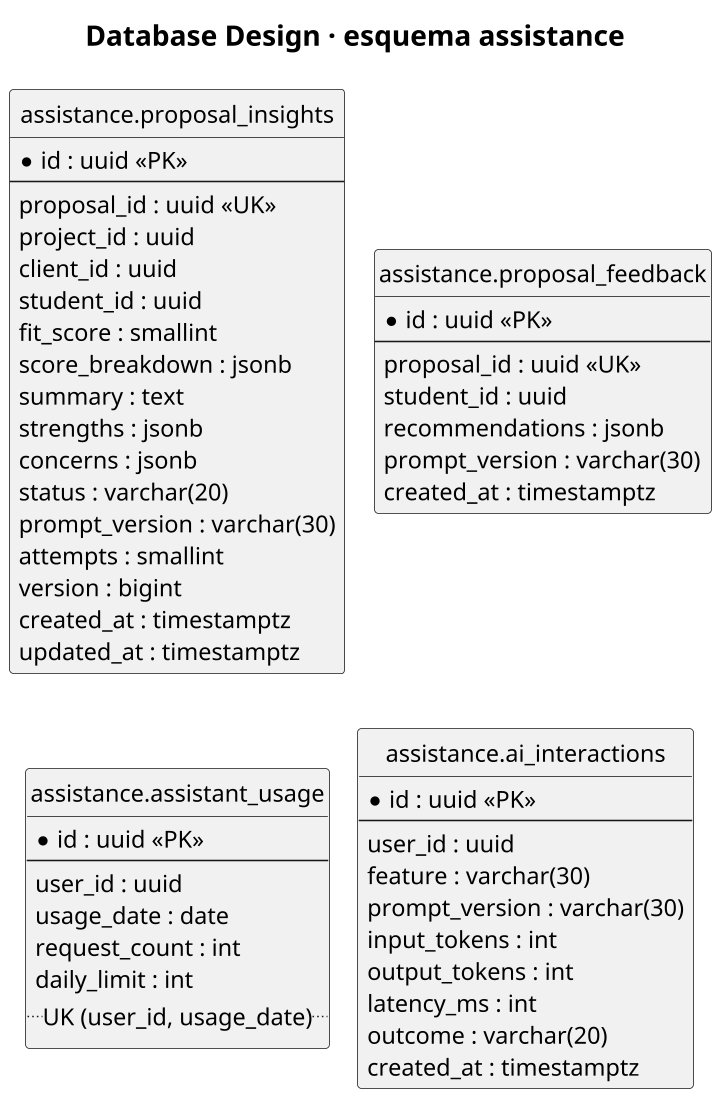 Database Design · esquema assistance
assistance.proposal_insights
id : uuid «PK»
proposal_id : uuid «UK»
project_id : uuid
client_id : uuid
student_id : uuid
fit_score : smallint
score_breakdown : jsonb
summary : text
strengths : jsonb
concerns : jsonb
status : varchar(20)
prompt_version : varchar(30)
attempts : smallint
version : bigint
created_at : timestamptz
updated_at : timestamptz
assistance.proposal_feedback
id : uuid «PK»
proposal_id : uuid «UK»
student_id : uuid
recommendations : jsonb
prompt_version : varchar(30)
created_at : timestamptz
assistance.assistant_usage
id : uuid «PK»
user_id : uuid
usage_date : date
request_count : int
daily_limit : int
UK (user_id, usage_date)
assistance.ai_interactions
id : uuid «PK»
user_id : uuid
feature : varchar(30)
prompt_version : varchar(30)
input_tokens : int
output_tokens : int
latency_ms : int
outcome : varchar(20)
created_at : timestamptz